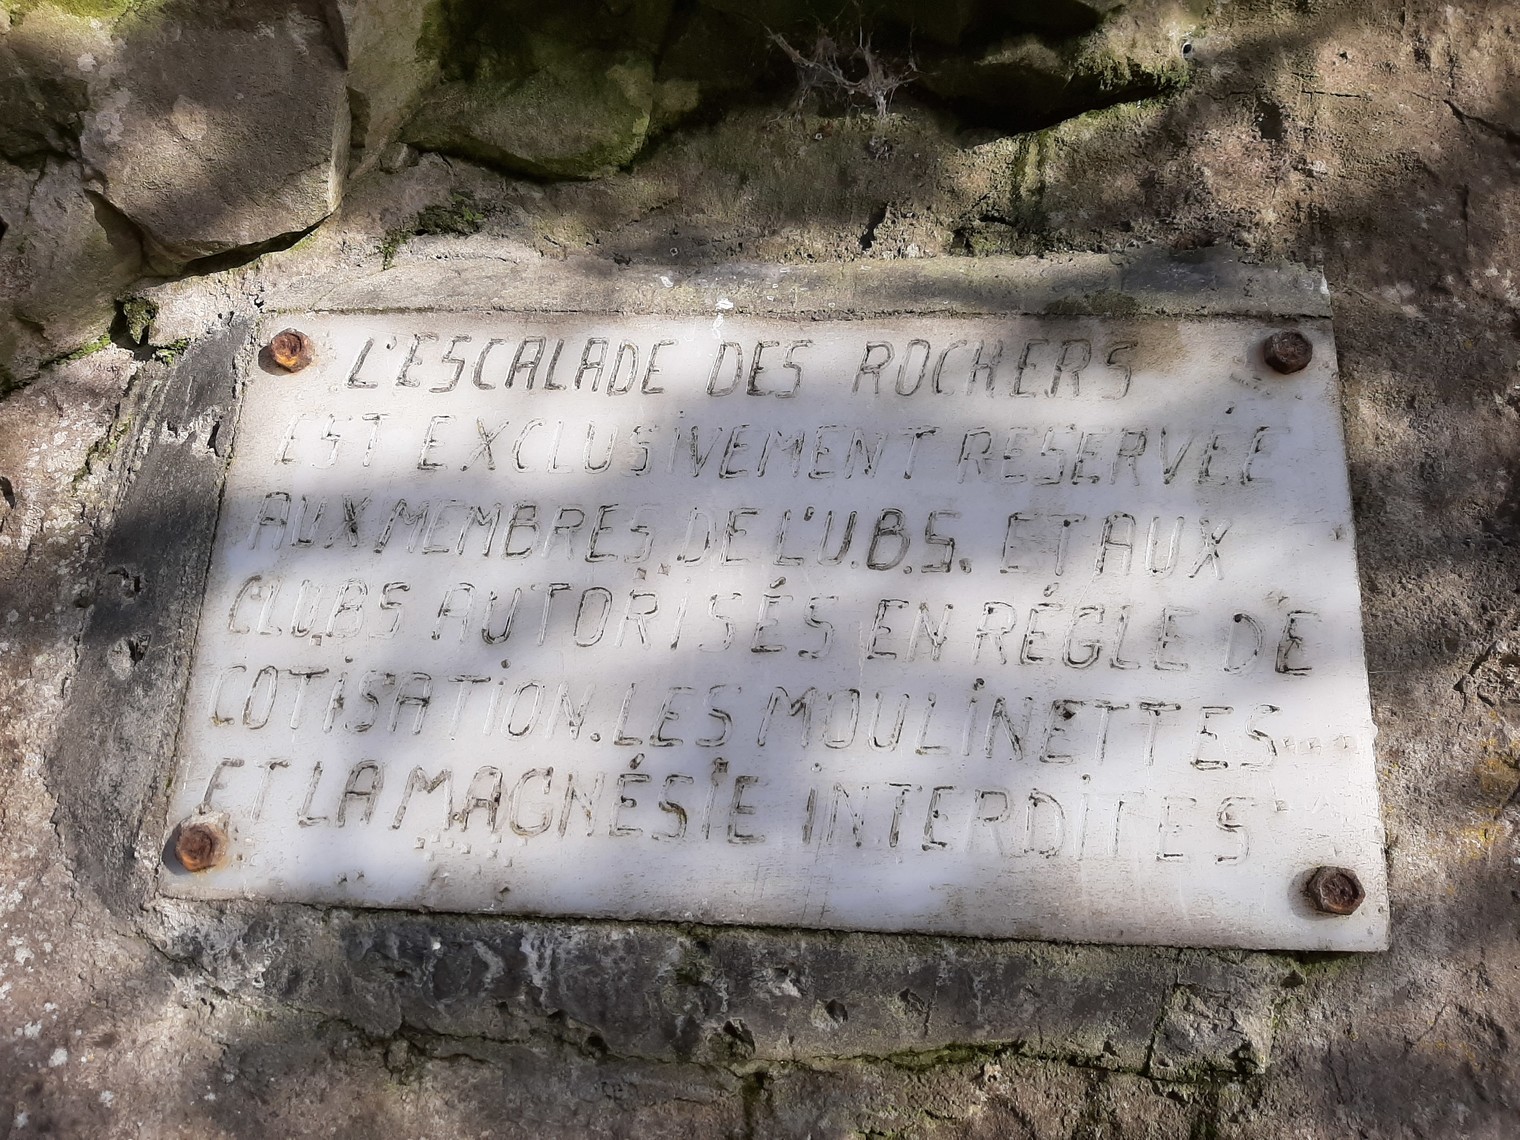 L'ESCALADE DES ROCHERS
EST EXCLUSIVEMENT RESERVÉE
AUX MEMBRES DE L'U.B.S. ET AUX
CLUBS AUTORISÉS EN RÉGLE DE
COTISATION. LES MOULINETTES
ET LA MAGNÉSIE INTERDITES